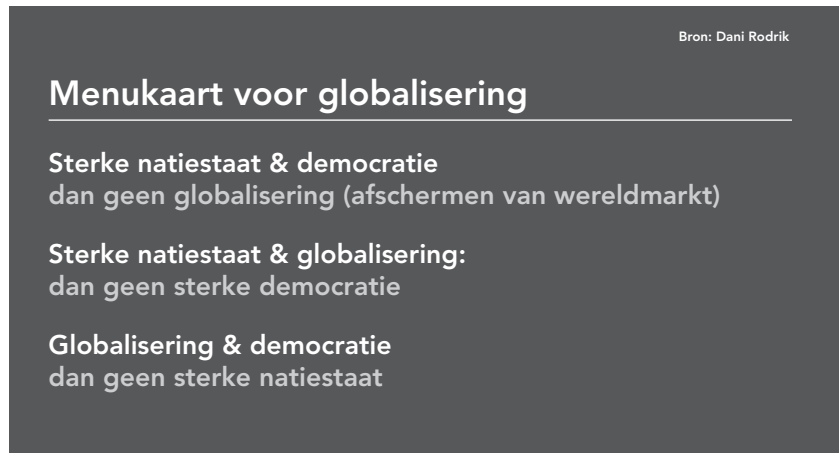 Bron: Dani Rodrik
Menukaart voor globalisering
Sterke natiestaat & democratie
dan geen globalisering (afschermen van wereldmarkt)
Sterke natiestaat & globalisering:
dan geen sterke democratie
Globalisering & democratie
dan geen sterke natiestaat